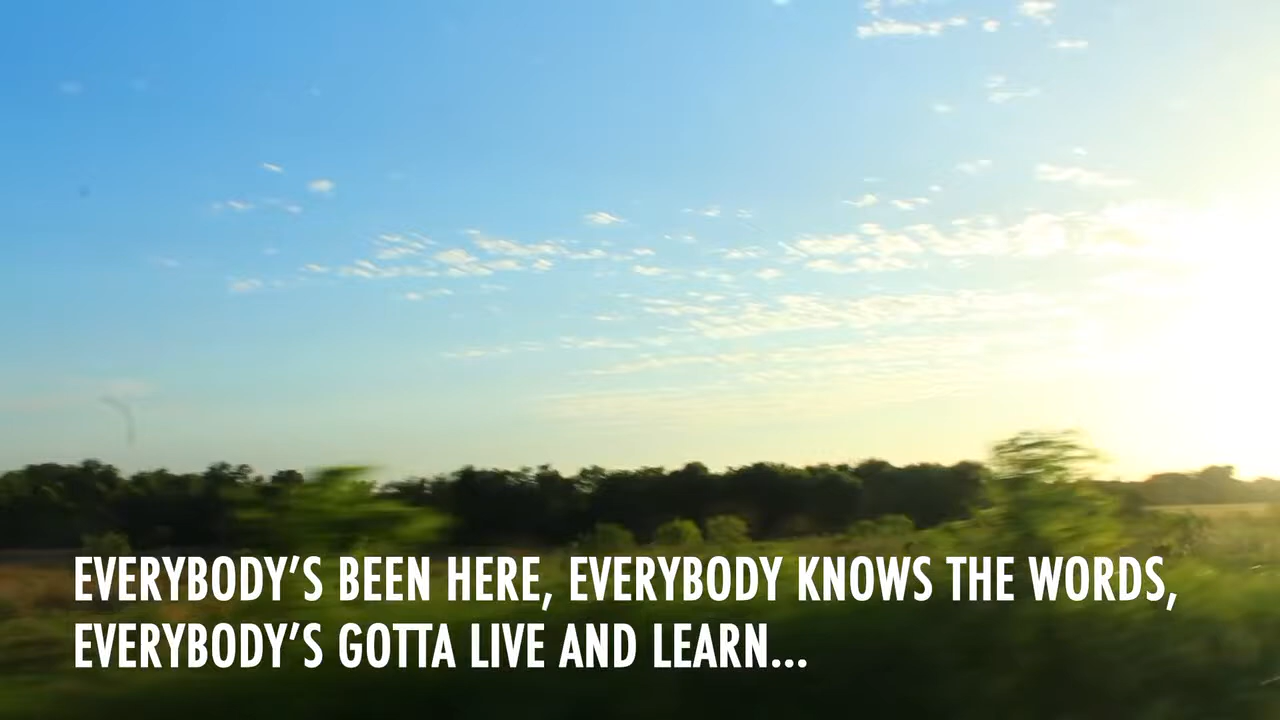 EVERYBODY’S BEEN HERE, EVERYBODY KNOWS THE WORDS,
EVERYBODY’S GOTTA LIVE AND LEARN...